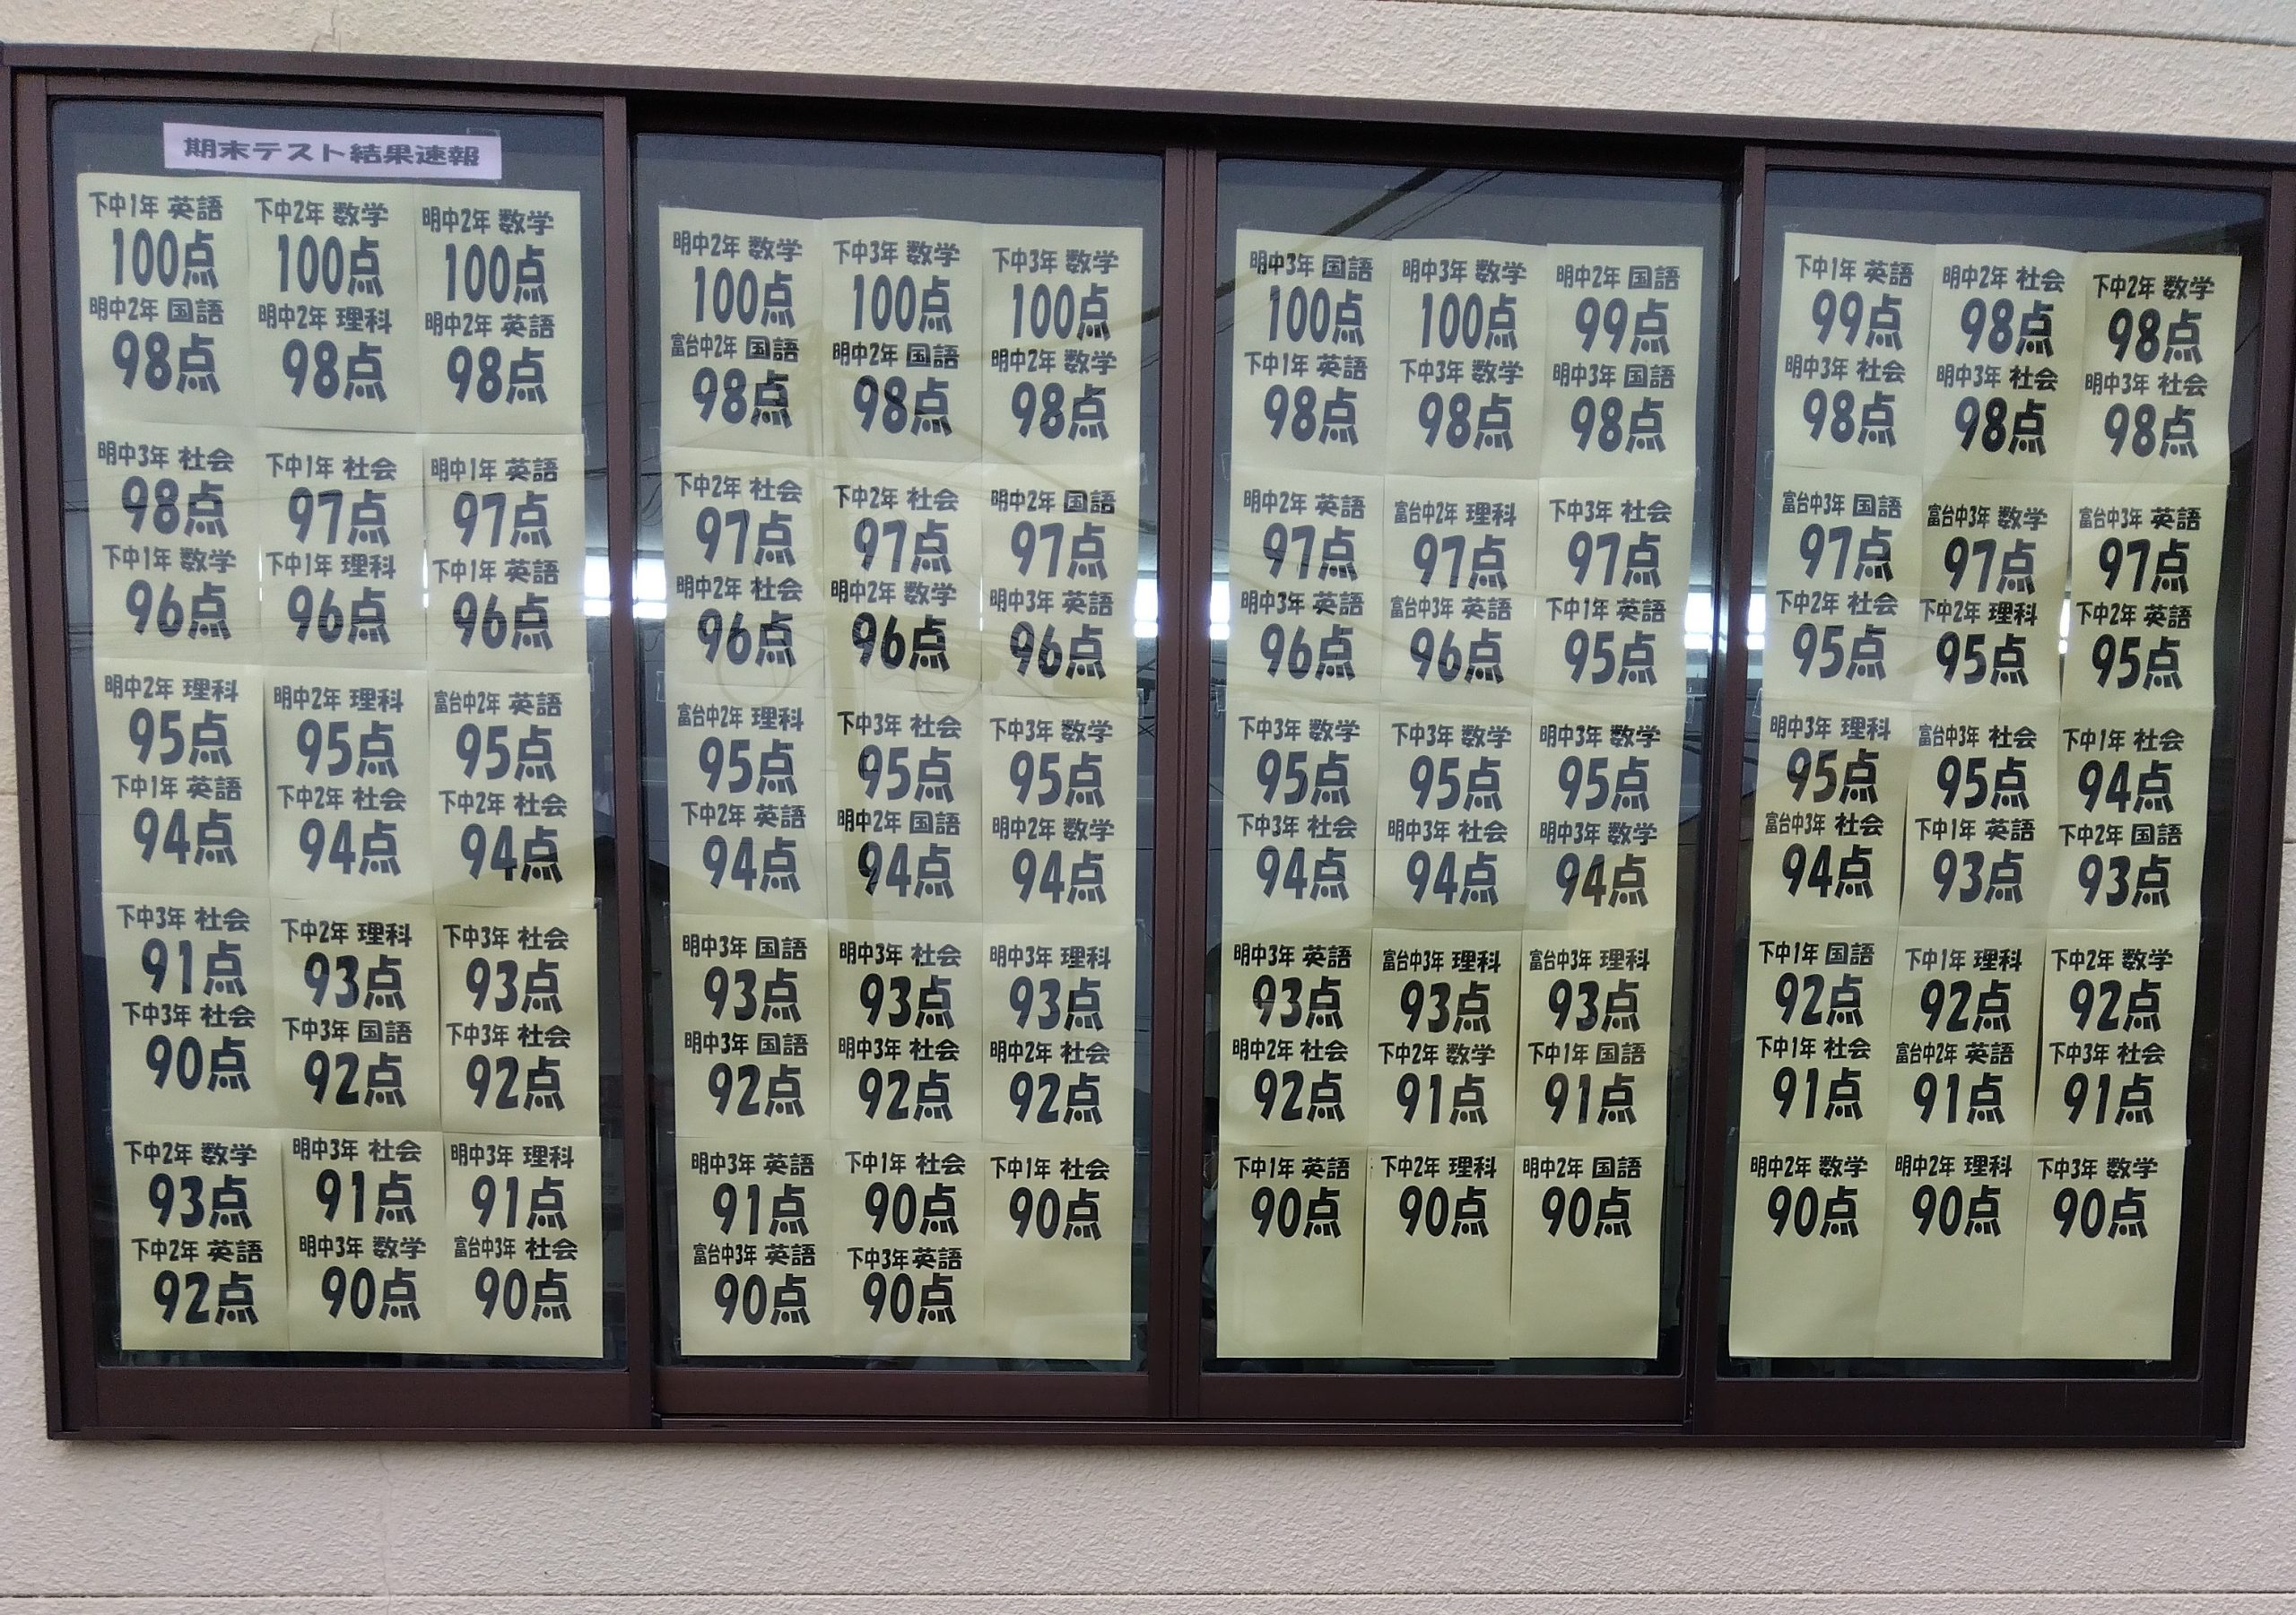 期末テスト結果速報
下中1年 英語 下中2年 数学 明中2年 数学
100点 100点 100点
明中2年 国語 明中2年 理科 明中2年 英語
98点 98点 98点
明中3年 社会 下中1年 社会 明中1年 英語
98点 97点 97点
下中1年 数学 下中1年 理科 下中1年 英語
96点 96点 96点
明中2年 理科 明中2年 理科 富台中2年 英語
95点 95点 95点
下中1年 英語 下中2年 社会 下中2年 社会
94点 94点 94点
下中3年 社会 下中2年 理科 下中3年 社会
91点 93点 93点
下中3年 社会 下中3年 国語 下中3年 社会
90点 92点 92点
下中2年 数学 明中3年 社会 明中3年 理科
93点 91点 91点
下中2年 英語 明中3年 数学 富台中3年 社会
92点 90点 90点
明中2年 数学 下中3年 数学 下中3年 数学
100点 100点 100点
富台中2年 国語 明中2年 国語 明中2年 数学
98点 98点 98点
下中2年 社会 下中2年 社会 明中2年 国語
97点 97点 97点
明中2年 社会 明中2年 数学 明中3年 英語
96点 96点 96点
富台中2年 理科 下中3年 社会 下中3年 数学
95点 95点 95点
下中2年 英語 明中2年 国語 明中2年 数学
94点 94点 94点
明中3年 国語 明中3年 社会 明中3年 理科
93点 93点 93点
明中3年 国語 明中3年 社会 明中2年 社会
92点 92点 92点
明中3年 英語 下中1年 社会 下中1年 社会
91点 90点 90点
富台中3年 英語 下中3年 英語
90点 90点
明中3年 国語 明中3年 数学 明中2年 国語
100点 100点 99点
下中1年 英語 下中3年 数学 明中3年 国語
98点 98点 98点
明中2年 英語 富台中2年 理科 下中3年 社会
97点 97点 97点
明中3年 英語 富台中3年 英語 下中1年 英語
96点 96点 95点
下中3年 数学 下中3年 数学 明中3年 数学
95点 95点 95点
下中3年 社会 明中3年 社会 明中3年 数学
94点 94点 94点
明中3年 英語 富台中3年 理科 富台中3年 理科
93点 93点 93点
明中2年 社会 下中2年 数学 下中1年 国語
92点 91点 91点
下中1年 英語 下中2年 理科 明中2年 国語
90点 90点 90点
下中1年 英語 明中2年 社会 下中2年 数学
99点 98点 98点
明中3年 社会 明中3年 社会 明中3年 社会
98点 98点 98点
富台中3年 国語 富台中3年 数学 富台中3年 英語
97点 97点 97点
下中2年 社会 下中2年 理科 下中2年 英語
95点 95点 95点
明中3年 理科 富台中3年 社会 下中1年 社会
95点 95点 94点
富台中3年 社会 下中1年 英語 下中2年 国語
94点 93点 93点
下中1年 国語 下中1年 理科 下中2年 数学
92点 92点 92点
下中1年 社会 富台中2年 英語 下中3年 社会
91点 91点 91点
明中2年 数学 明中2年 理科 下中3年 数学
90点 90点 90点